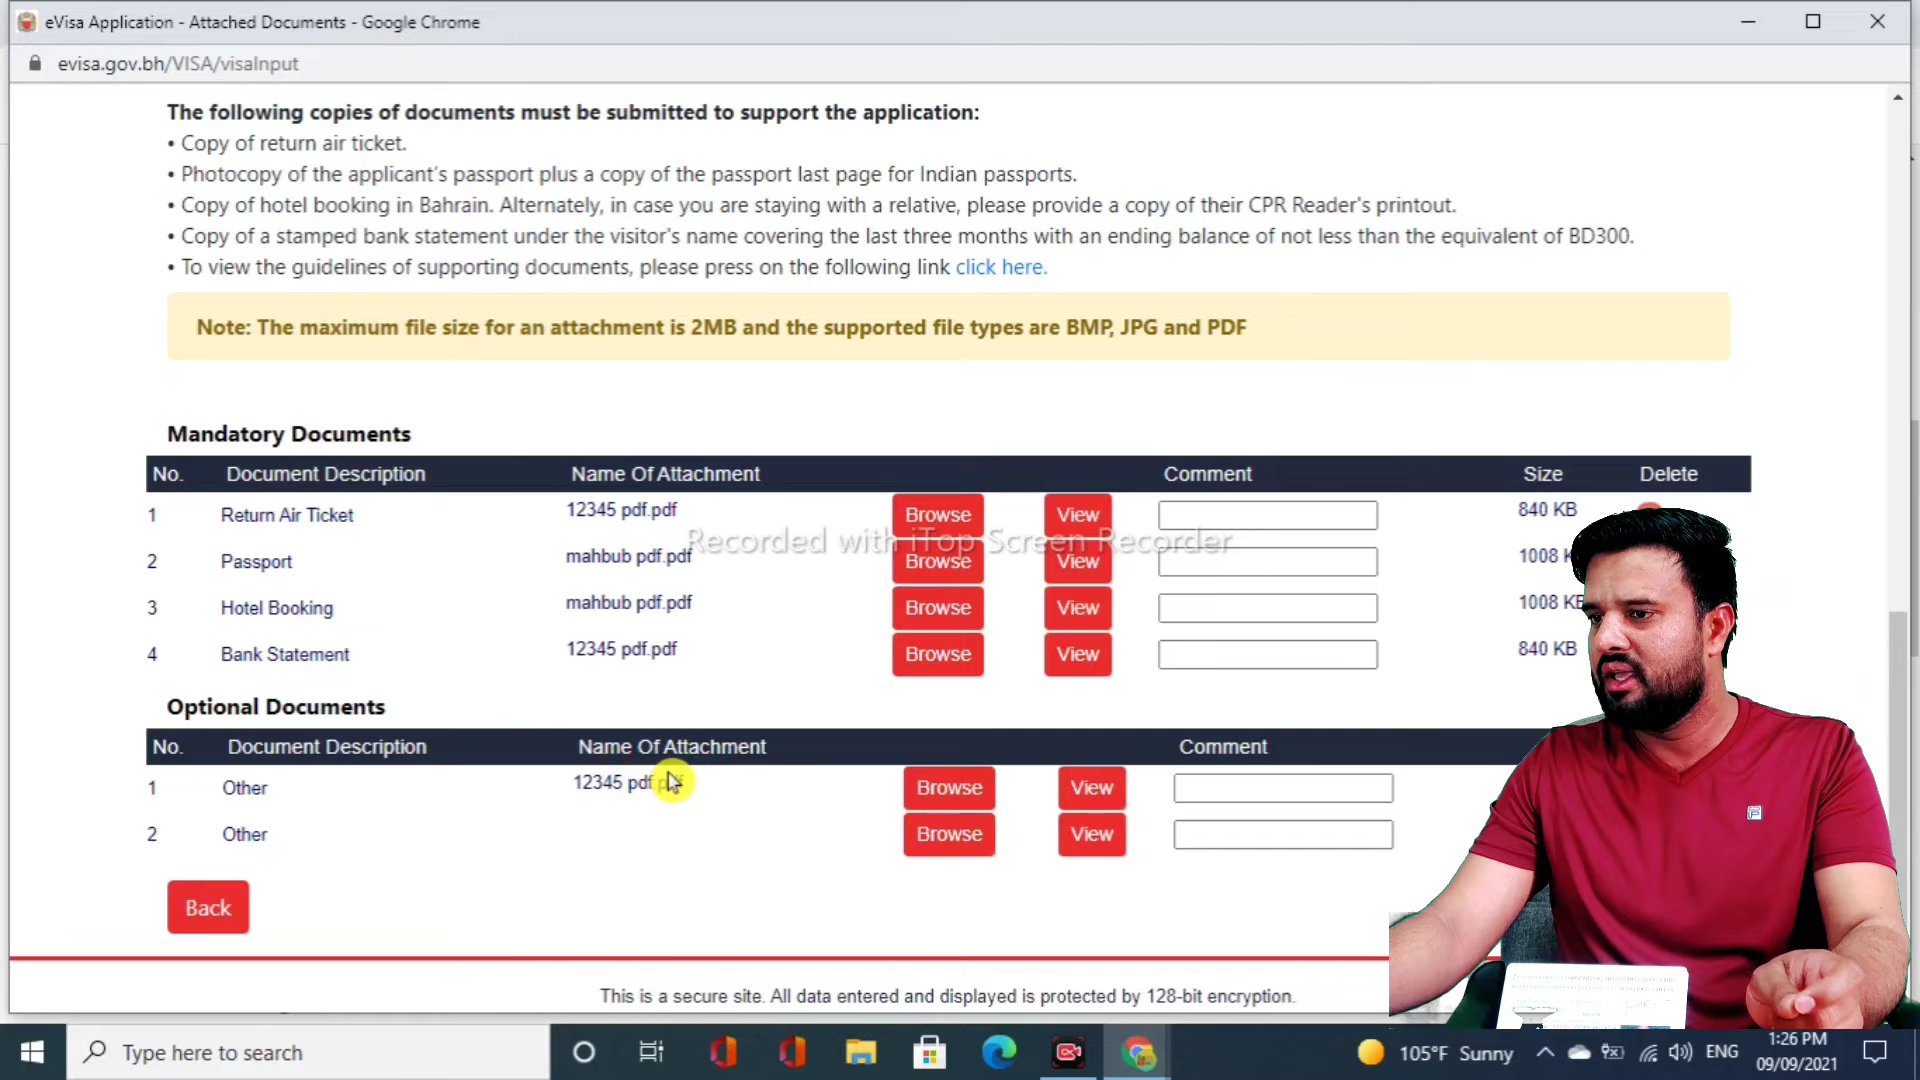 eVisa Application - Attached Documents - Google Chrome
evisa.gov.bh/VISA/visaInput
The following copies of documents must be submitted to support the application:
• Copy of return air ticket.
• Photocopy of the applicant's passport plus a copy of the passport last page for Indian passports.
• Copy of hotel booking in Bahrain. Alternately, in case you are staying with a relative, please provide a copy of their CPR Reader's printout.
• Copy of a stamped bank statement under the visitor's name covering the last three months with an ending balance of not less than the equivalent of BD300.
• To view the guidelines of supporting documents, please press on the following link click here.
Note: The maximum file size for an attachment is 2MB and the supported file types are BMP, JPG and PDF
Mandatory Documents
No. Document Description Name Of Attachment Comment Size Delete
1 Return Air Ticket 12345 pdf.pdf Browse View 840 KB
Recorded with iTop Screen Recorder
2 Passport mahbub pdf.pdf Browse View 1008
3 Hotel Booking mahbub pdf.pdf Browse View 1008 KB
4 Bank Statement 12345 pdf.pdf Browse View 840 KB
Optional Documents
No. Document Description Name Of Attachment Comment
1 Other 12345 pdf.pdf Browse View
2 Other Browse View
Back
This is a secure site. All data entered and displayed is protected by 128-bit encryption.
Type here to search 105°F Sunny ENG 1:26 PM
09/09/2021